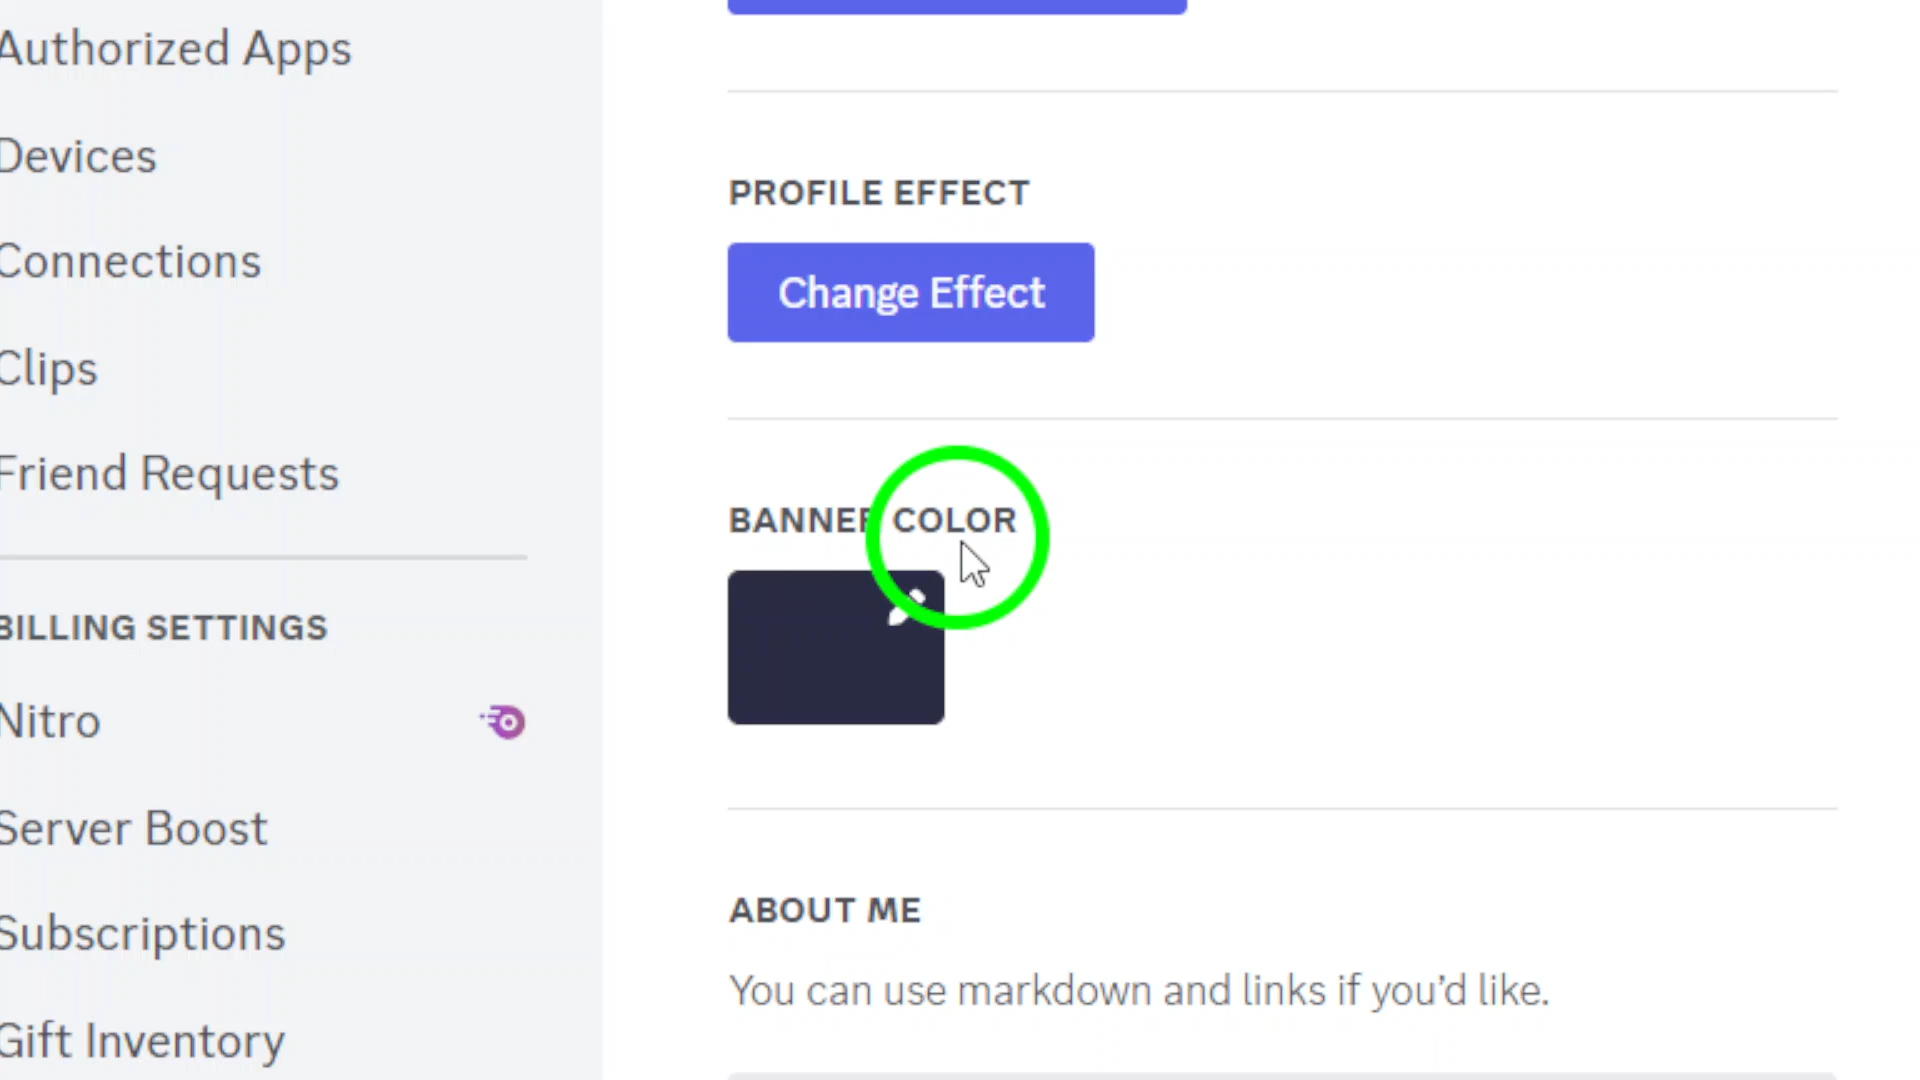 Authorized Apps
Devices
Connections
Clips
Friend Requests
BILLING SETTINGS
Nitro
Server Boost
Subscriptions
Gift Inventory
PROFILE EFFECT
Change Effect
BANNER COLOR
ABOUT ME
You can use markdown and links if you’d like.